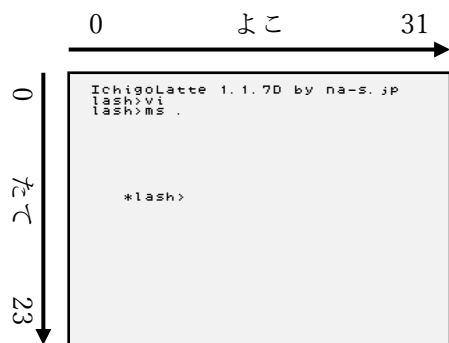 0 よこ 31
0 たて 23
IchigoLatte 1.1.7D by na-s.jp
lash>vi
lash>ms .
*lash>